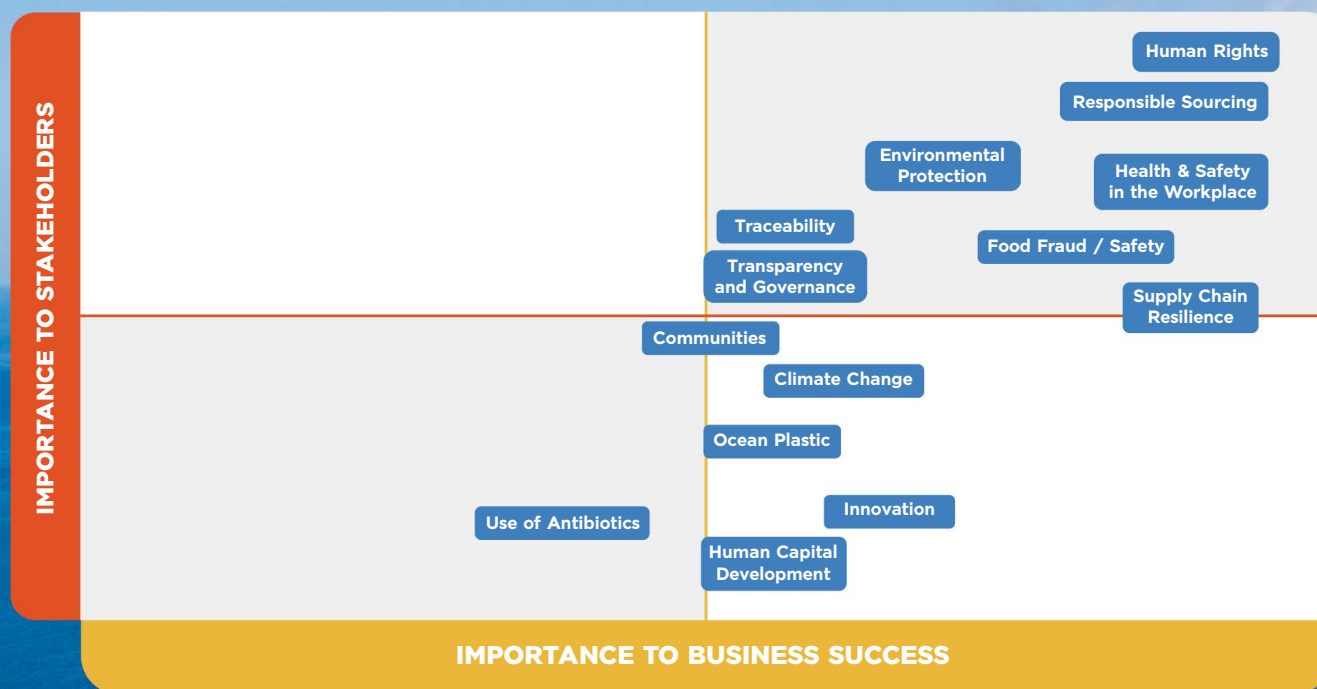 IMPORTANCE TO STAKEHOLDERS
Human Rights
Responsible Sourcing
Environmental
Protection
Health & Safety
in the Workplace
Traceability
Food Fraud / Safety
Transparency
and Governance
Supply Chain
Resilience
Communities
Climate Change
Ocean Plastic
Innovation
Use of Antibiotics
Human Capital
Development
IMPORTANCE TO BUSINESS SUCCESS